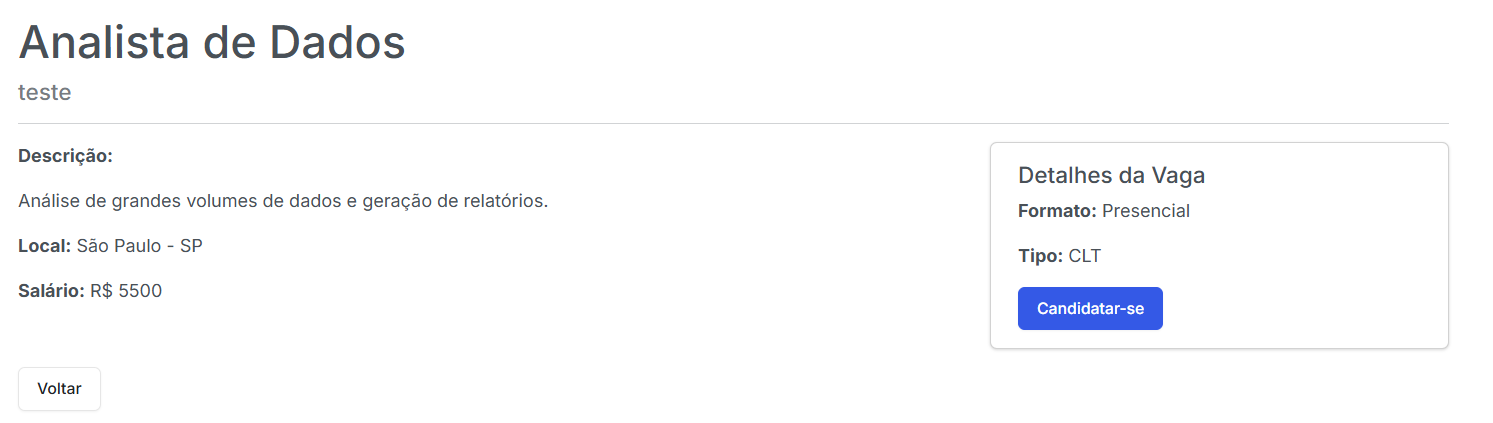 Analista de Dados
teste
Descrição:
Análise de grandes volumes de dados e geração de relatórios.
Local: São Paulo - SP
Salário: R$ 5500
Detalhes da Vaga
Formato: Presencial
Tipo: CLT
Candidatar-se
Voltar